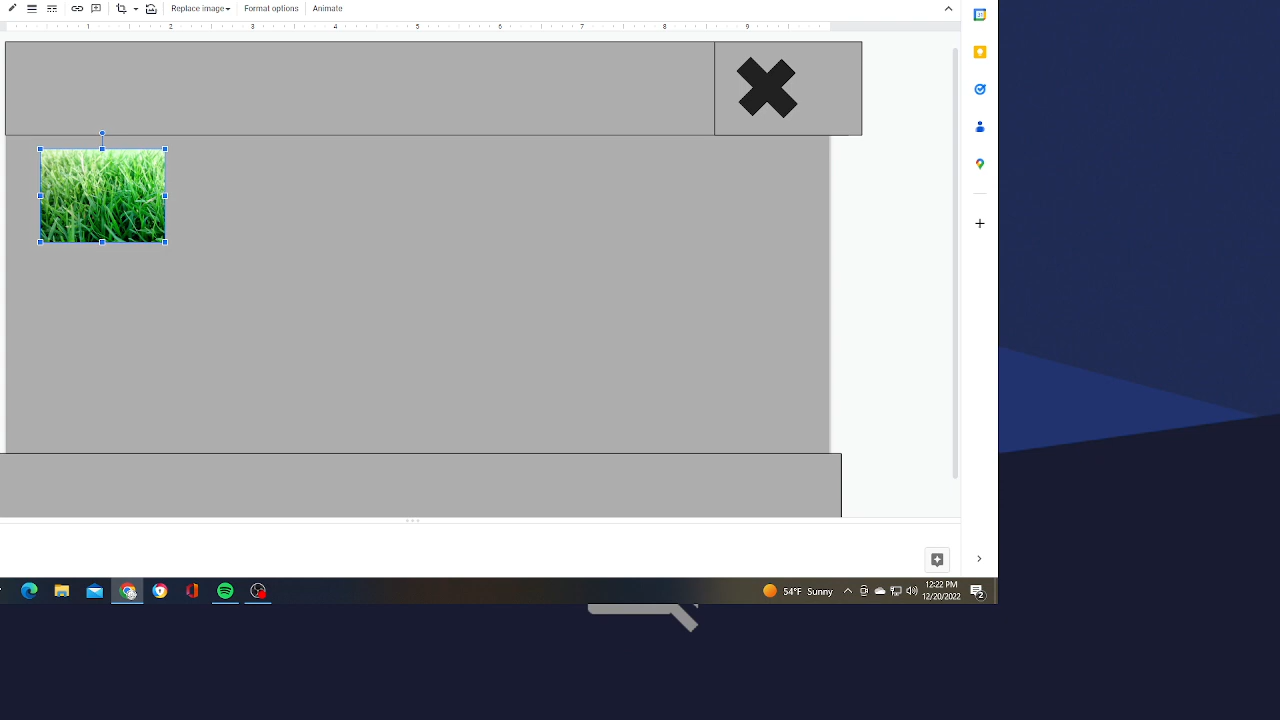 Replace image Format options Animate
1 2 3 4 5 6 7 8 9
54°F Sunny
12:22 PM
12/20/2022
2